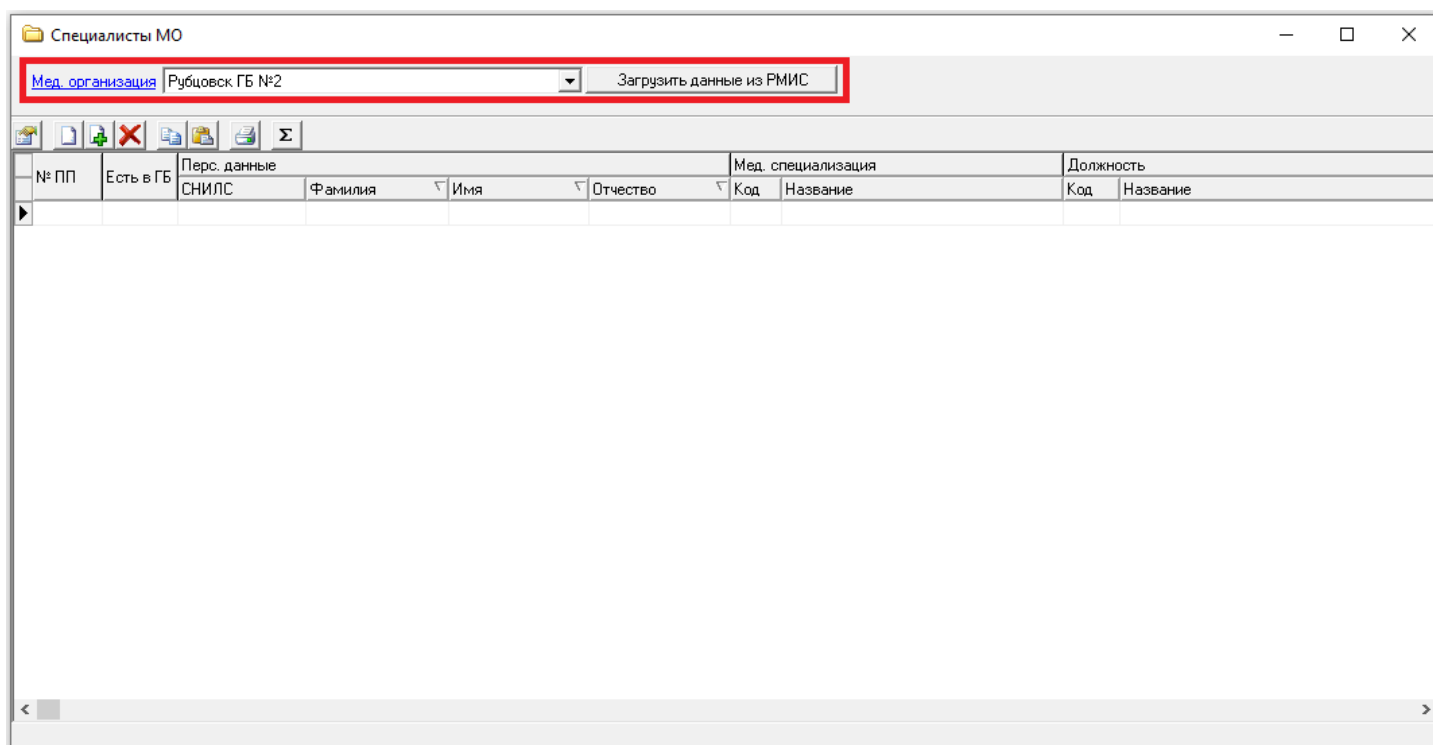 Специалисты МО
Мед. организация Рубцовск ГБ №2 Загрузить данные из РМИС
Σ
№ ПП Есть в ГБ Перс. данные Мед. специализация Должность
СНИЛС Фамилия Имя Отчество Код Название Код Название